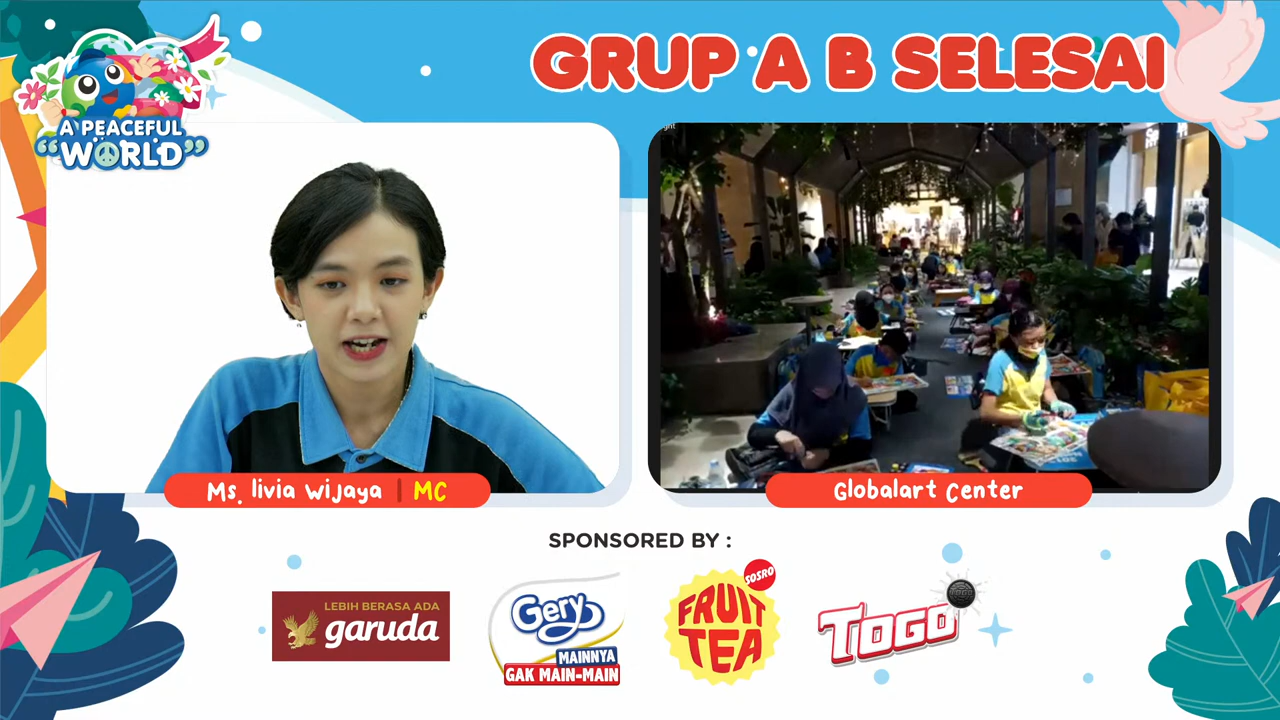 GRUP A B SELESAI
A PEACEFUL
"WORLD"
Ms. livia wijaya | MC
Globalart Center
SPONSORED BY :
LEBIH BERASA ADA
garuda
Gery
MAINNYA
GAK MAIN-MAIN
SOSRO
FRUIT
TEA
TOGO